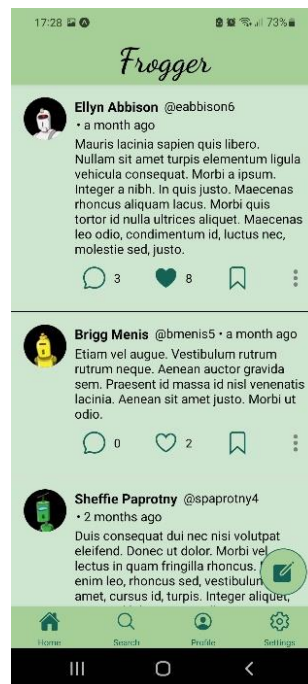 17:28 73%
Frogger
Ellyn Abbison @eabbison6
• a month ago
Mauris lacinia sapien quis libero.
Nullam sit amet turpis elementum ligula
vehicula consequat. Morbi a ipsum.
Integer a nibh. In quis justo. Maecenas
rhoncus aliquam lacus. Morbi quis
tortor id nulla ultrices aliquet. Maecenas
leo odio, condimentum id, luctus nec,
molestie sed, justo.
3 8
Brigg Menis @bmenis5 • a month ago
Etiam vel augue. Vestibulum rutrum
rutrum neque. Aenean auctor gravida
sem. Praesent id massa id nisl venenatis
lacinia. Aenean sit amet justo. Morbi ut
odio.
0 2
Sheffie Paprotny @spaprotny4
• 2 months ago
Duis consequat dui nec nisi volutpat
eleifend. Donec ut dolor. Morbi vel
lectus in quam fringilla rhoncus.
enim leo, rhoncus sed, vestibulum
amet, cursus id, turpis. Integer aliquet,
Home Search Profile Settings